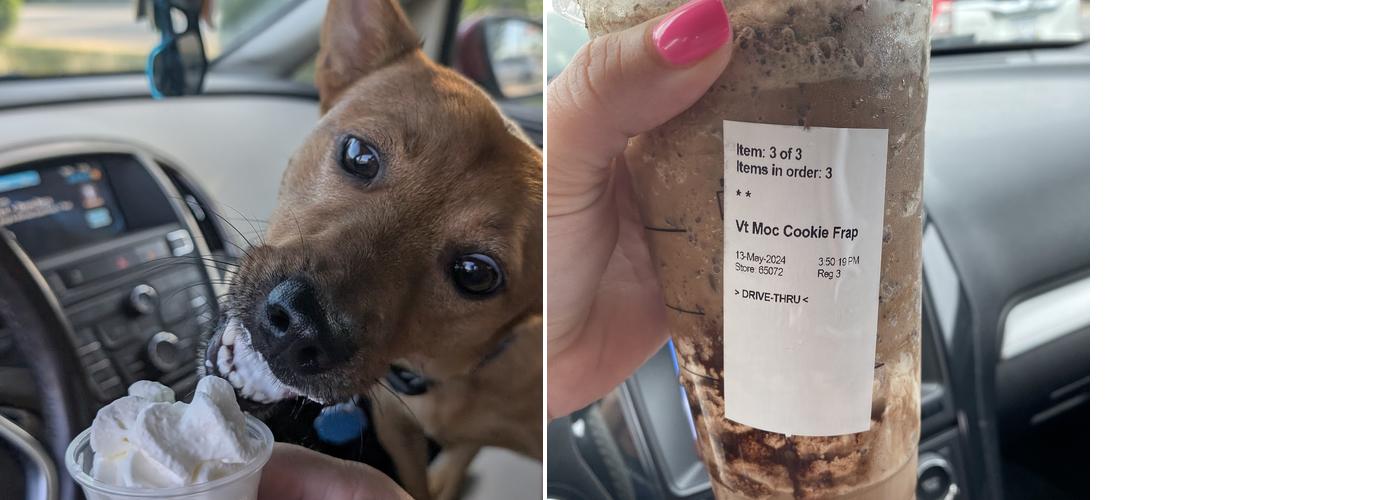 Item: 3 of 3
Items in order: 3
* *
Vt Moc Cookie Frap
13-May-2024 3:50:19 PM
Store: 65072 Reg 3
> DRIVE-THRU <